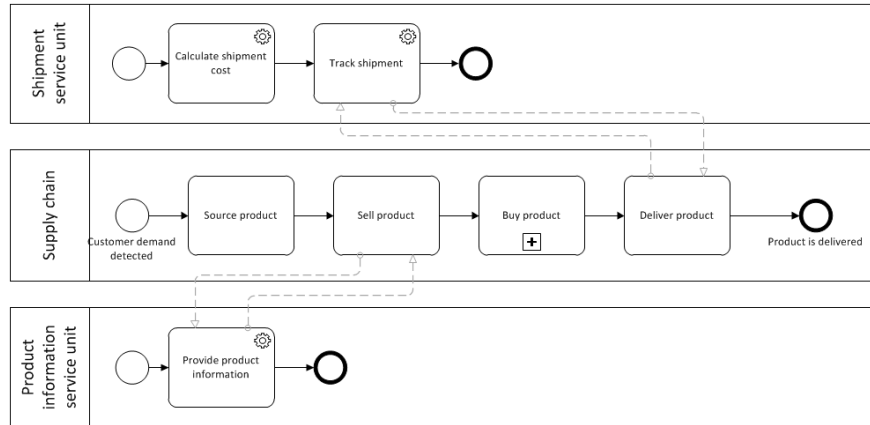 Shipment
service unit
Calculate shipment
cost
Track shipment
Supply chain
Customer demand
detected
Source product
Sell product
Buy product
Deliver product
Product is delivered
Product
information
service unit
Provide product
information